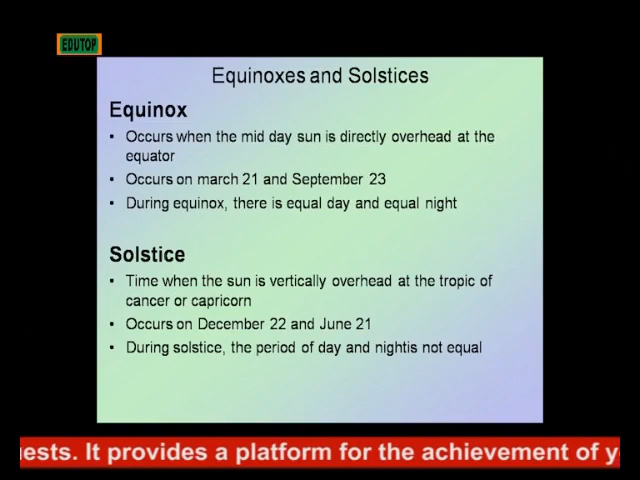 EDUTOP
Equinoxes and Solstices
Equinox
• Occurs when the mid day sun is directly overhead at the
equator
• Occurs on march 21 and September 23
• During equinox, there is equal day and equal night
Solstice
• Time when the sun is vertically overhead at the tropic of
cancer or capricorn
• Occurs on December 22 and June 21
• During solstice, the period of day and nightis not equal
It provides a platform for the achievement of